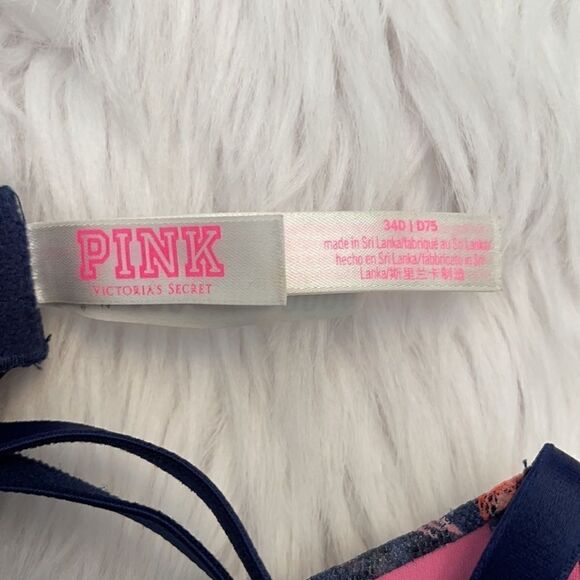 PINK
VICTORIA'S SECRET
34D | D75
made in Sri Lanka/fabriqué au Sri Lanka/
hecho en Sri Lanka/fabbricato in Sri
Lanka/斯里兰卡制造